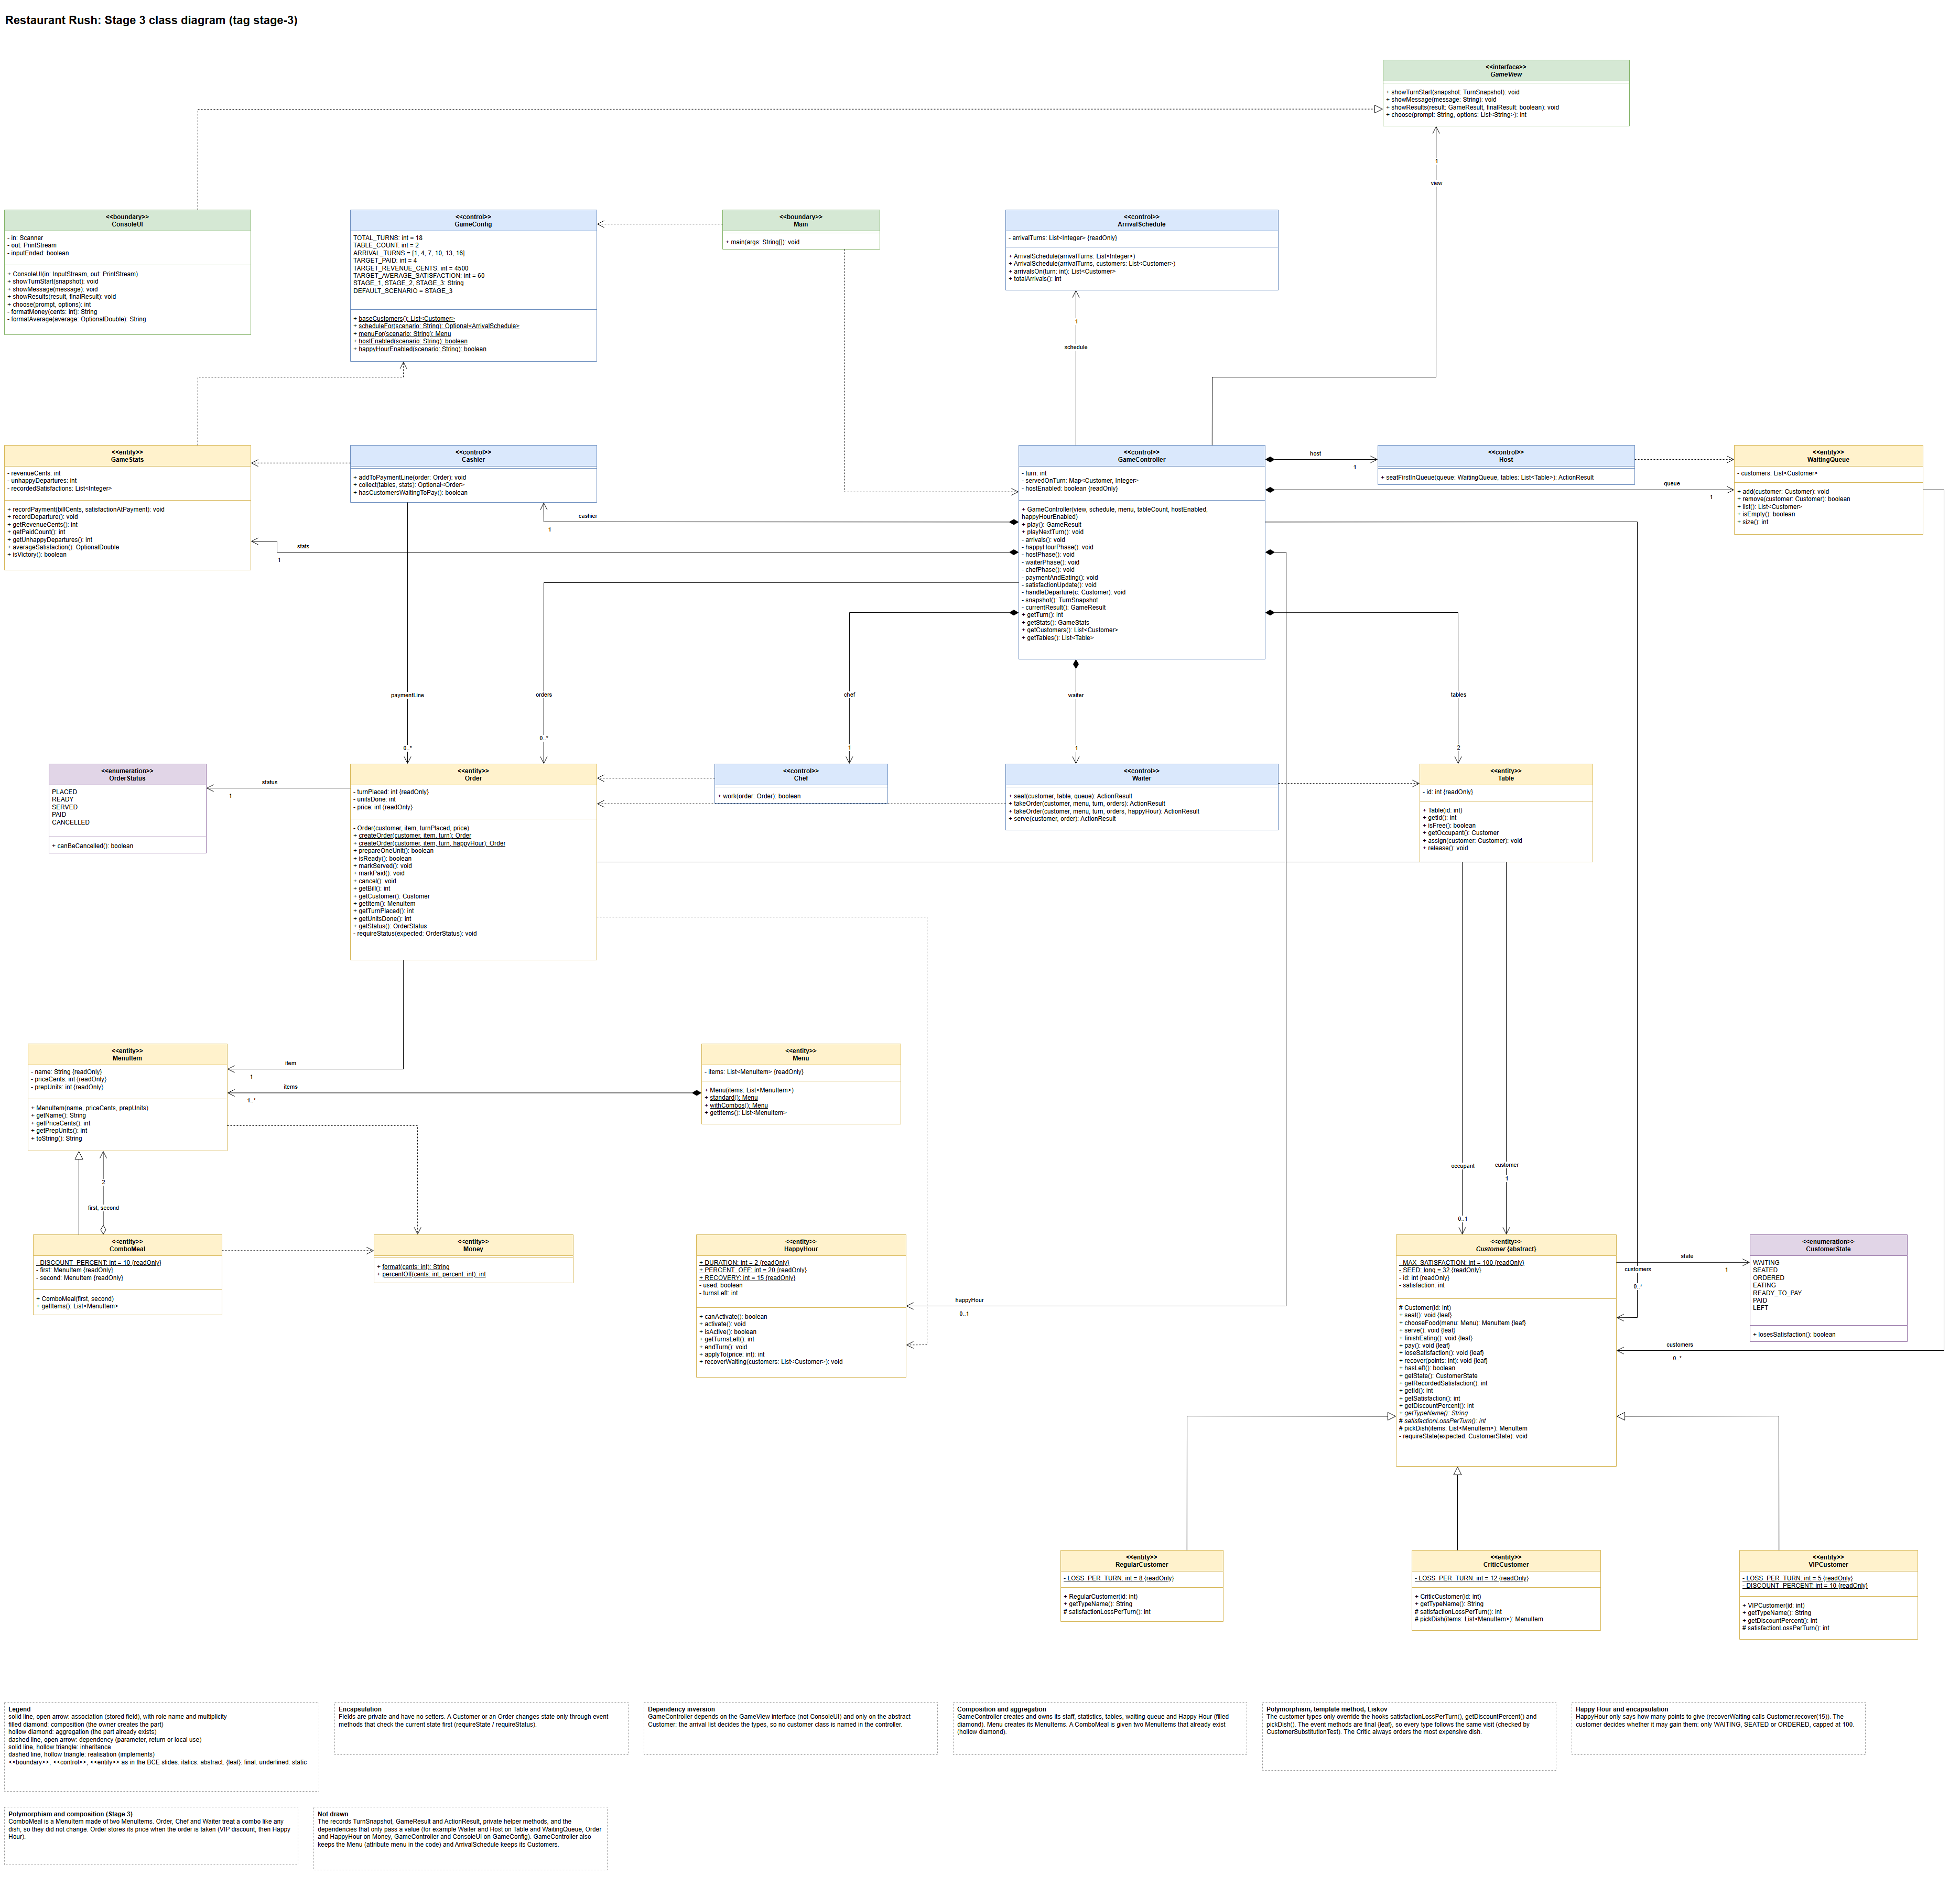 Restaurant Rush: Stage 3 class diagram (tag stage-3)
<<interface>>
GameView
+ showTurnStart(snapshot: TurnSnapshot): void
+ showMessage(message: String): void
+ showResults(result: GameResult, finalResult: boolean): void
+ choose(prompt: String, options: List<String>): int
1
view
<<boundary>>
ConsoleUI
- in: Scanner
- out: PrintStream
- inputEnded: boolean
+ ConsoleUI(in: InputStream, out: PrintStream)
+ showTurnStart(snapshot): void
+ showMessage(message): void
+ showResults(result, finalResult): void
+ choose(prompt, options): int
- formatMoney(cents: int): String
- formatAverage(average: OptionalDouble): String
<<control>>
GameConfig
TOTAL_TURNS: int = 18
TABLE_COUNT: int = 2
ARRIVAL_TURNS = [1, 4, 7, 10, 13, 16]
TARGET_PAID: int = 4
TARGET_REVENUE_CENTS: int = 4500
TARGET_AVERAGE_SATISFACTION: int = 60
STAGE_1, STAGE_2, STAGE_3: String
DEFAULT_SCENARIO = STAGE_3
+ baseCustomers(): List<Customer>
+ scheduleFor(scenario: String): Optional<ArrivalSchedule>
+ menuFor(scenario: String): Menu
+ hostEnabled(scenario: String): boolean
+ happyHourEnabled(scenario: String): boolean
<<boundary>>
Main
+ main(args: String[]): void
<<control>>
ArrivalSchedule
- arrivalTurns: List<Integer> {readOnly}
+ ArrivalSchedule(arrivalTurns: List<Integer>)
+ ArrivalSchedule(arrivalTurns, customers: List<Customer>)
+ arrivalsOn(turn: int): List<Customer>
+ totalArrivals(): int
1
schedule
<<entity>>
GameStats
- revenueCents: int
- unhappyDepartures: int
- recordedSatisfactions: List<Integer>
+ recordPayment(billCents, satisfactionAtPayment): void
+ recordDeparture(): void
+ getRevenueCents(): int
+ getPaidCount(): int
+ getUnhappyDepartures(): int
+ averageSatisfaction(): OptionalDouble
+ isVictory(): boolean
<<control>>
Cashier
+ addToPaymentLine(order: Order): void
+ collect(tables, stats): Optional<Order>
+ hasCustomersWaitingToPay(): boolean
cashier
1
stats
1
<<control>>
GameController
- turn: int
- servedOnTurn: Map<Customer, Integer>
- hostEnabled: boolean {readOnly}
+ GameController(view, schedule, menu, tableCount, hostEnabled,
happyHourEnabled)
+ play(): GameResult
+ playNextTurn(): void
- arrivals(): void
- happyHourPhase(): void
- hostPhase(): void
- waiterPhase(): void
- chefPhase(): void
- paymentAndEating(): void
- satisfactionUpdate(): void
- handleDeparture(c: Customer): void
- snapshot(): TurnSnapshot
- currentResult(): GameResult
+ getTurn(): int
+ getStats(): GameStats
+ getCustomers(): List<Customer>
+ getTables(): List<Table>
host
1
<<control>>
Host
+ seatFirstInQueue(queue: WaitingQueue, tables: List<Table>): ActionResult
queue
1
<<entity>>
WaitingQueue
- customers: List<Customer>
+ add(customer: Customer): void
+ remove(customer: Customer): boolean
+ list(): List<Customer>
+ isEmpty(): boolean
+ size(): int
paymentLine
0..*
orders
0..*
chef
1
waiter
1
tables
2
<<enumeration>>
OrderStatus
PLACED
READY
SERVED
PAID
CANCELLED
+ canBeCancelled(): boolean
status
1
<<entity>>
Order
- turnPlaced: int {readOnly}
- unitsDone: int
- price: int {readOnly}
- Order(customer, item, turnPlaced, price)
+ createOrder(customer, item, turn): Order
+ createOrder(customer, item, turn, happyHour): Order
+ prepareOneUnit(): boolean
+ isReady(): boolean
+ markServed(): void
+ markPaid(): void
+ cancel(): void
+ getBill(): int
+ getCustomer(): Customer
+ getItem(): MenuItem
+ getTurnPlaced(): int
+ getUnitsDone(): int
+ getStatus(): OrderStatus
- requireStatus(expected: OrderStatus): void
<<control>>
Chef
+ work(order: Order): boolean
<<control>>
Waiter
+ seat(customer, table, queue): ActionResult
+ takeOrder(customer, menu, turn, orders): ActionResult
+ takeOrder(customer, menu, turn, orders, happyHour): ActionResult
+ serve(customer, order): ActionResult
<<entity>>
Table
- id: int {readOnly}
+ Table(id: int)
+ getId(): int
+ isFree(): boolean
+ getOccupant(): Customer
+ assign(customer: Customer): void
+ release(): void
<<entity>>
MenuItem
- name: String {readOnly}
- priceCents: int {readOnly}
- prepUnits: int {readOnly}
+ MenuItem(name, priceCents, prepUnits)
+ getName(): String
+ getPriceCents(): int
+ getPrepUnits(): int
+ toString(): String
item
1
items
1..*
<<entity>>
Menu
- items: List<MenuItem> {readOnly}
+ Menu(items: List<MenuItem>)
+ standard(): Menu
+ withCombos(): Menu
+ getItems(): List<MenuItem>
2
first, second
occupant
0..1
customer
1
<<entity>>
ComboMeal
- DISCOUNT_PERCENT: int = 10 {readOnly}
- first: MenuItem {readOnly}
- second: MenuItem {readOnly}
+ ComboMeal(first, second)
+ getItems(): List<MenuItem>
<<entity>>
Money
+ format(cents: int): String
+ percentOff(cents: int, percent: int): int
<<entity>>
HappyHour
+ DURATION: int = 2 {readOnly}
+ PERCENT_OFF: int = 20 {readOnly}
+ RECOVERY: int = 15 {readOnly}
- used: boolean
- turnsLeft: int
+ canActivate(): boolean
+ activate(): void
+ isActive(): boolean
+ getTurnsLeft(): int
+ endTurn(): void
+ applyTo(price: int): int
+ recoverWaiting(customers: List<Customer>): void
happyHour
0..1
<<entity>>
Customer (abstract)
- MAX_SATISFACTION: int = 100 {readOnly}
- SEED: long = 32 {readOnly}
- id: int {readOnly}
- satisfaction: int
# Customer(id: int)
+ seat(): void {leaf}
+ chooseFood(menu: Menu): MenuItem {leaf}
+ serve(): void {leaf}
+ finishEating(): void {leaf}
+ pay(): void {leaf}
+ loseSatisfaction(): void {leaf}
+ recover(points: int): void {leaf}
+ hasLeft(): boolean
+ getState(): CustomerState
+ getRecordedSatisfaction(): int
+ getId(): int
+ getSatisfaction(): int
+ getDiscountPercent(): int
+ getTypeName(): String
# satisfactionLossPerTurn(): int
# pickDish(items: List<MenuItem>): MenuItem
- requireState(expected: CustomerState): void
state
1
customers
0..*
customers
0..*
<<enumeration>>
CustomerState
WAITING
SEATED
ORDERED
EATING
READY_TO_PAY
PAID
LEFT
+ losesSatisfaction(): boolean
<<entity>>
RegularCustomer
- LOSS_PER_TURN: int = 8 {readOnly}
+ RegularCustomer(id: int)
+ getTypeName(): String
# satisfactionLossPerTurn(): int
<<entity>>
CriticCustomer
- LOSS_PER_TURN: int = 12 {readOnly}
+ CriticCustomer(id: int)
+ getTypeName(): String
# satisfactionLossPerTurn(): int
# pickDish(items: List<MenuItem>): MenuItem
<<entity>>
VIPCustomer
- LOSS_PER_TURN: int = 5 {readOnly}
- DISCOUNT_PERCENT: int = 10 {readOnly}
+ VIPCustomer(id: int)
+ getTypeName(): String
+ getDiscountPercent(): int
# satisfactionLossPerTurn(): int
Legend
solid line, open arrow: association (stored field), with role name and multiplicity
filled diamond: composition (the owner creates the part)
hollow diamond: aggregation (the part already exists)
dashed line, open arrow: dependency (parameter, return or local use)
solid line, hollow triangle: inheritance
dashed line, hollow triangle: realisation (implements)
<<boundary>>, <<control>>, <<entity>> as in the BCE slides. italics: abstract. {leaf}: final. underlined: static
Encapsulation
Fields are private and have no setters. A Customer or an Order changes state only through event
methods that check the current state first (requireState / requireStatus).
Dependency inversion
GameController depends on the GameView interface (not ConsoleUI) and only on the abstract
Customer: the arrival list decides the types, so no customer class is named in the controller.
Composition and aggregation
GameController creates and owns its staff, statistics, tables, waiting queue and Happy Hour (filled
diamond). Menu creates its MenuItems. A ComboMeal is given two MenuItems that already exist
(hollow diamond).
Polymorphism, template method, Liskov
The customer types only override the hooks satisfactionLossPerTurn(), getDiscountPercent() and
pickDish(). The event methods are final (leaf), so every type follows the same visit (checked by
CustomerSubstitutionTest). The Critic always orders the most expensive dish.
Happy Hour and encapsulation
HappyHour only says how many points to give (recoverWaiting calls Customer.recover(15)). The
customer decides whether it may gain them: only WAITING, SEATED or ORDERED, capped at 100.
Polymorphism and composition (Stage 3)
ComboMeal is a MenuItem made of two MenuItems. Order, Chef and Waiter treat a combo like any
dish, so they did not change. Order stores its price when the order is taken (VIP discount, then Happy
Hour).
Not drawn
The records TurnSnapshot, GameResult and ActionResult, private helper methods, and the
dependencies that only pass a value (for example Waiter and Host on Table and WaitingQueue, Order
and HappyHour on Money, GameController and ConsoleUI on GameConfig). GameController also
keeps the Menu (attribute menu in the code) and ArrivalSchedule keeps its Customers.